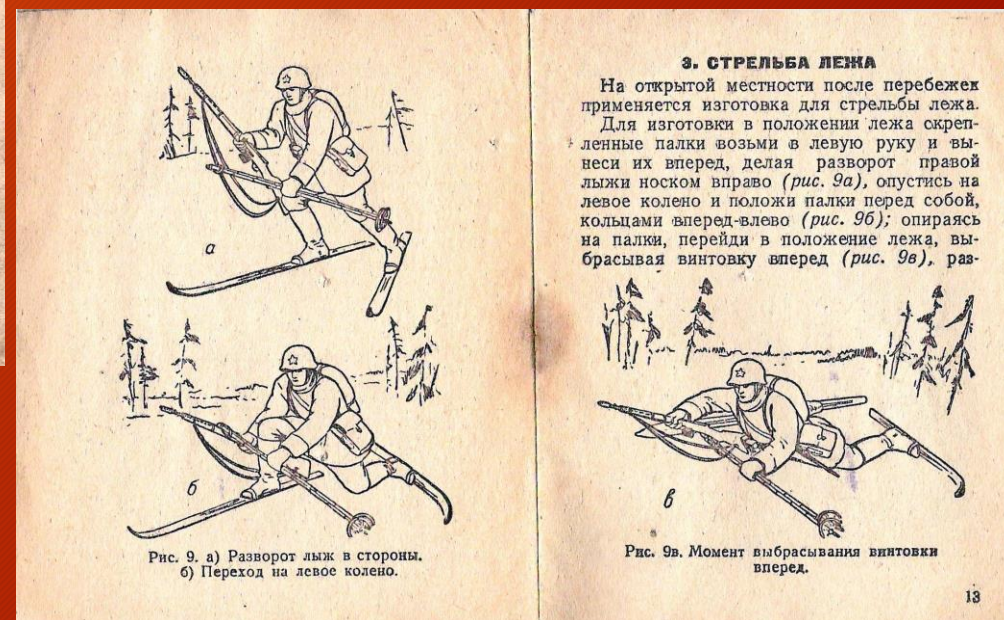 а
б
Рис. 9. а) Разворот лыж в стороны.
б) Переход на левое колено.
3. СТРЕЛЬБА ЛЕЖА
На открытой местности после перебежек
применяется изготовка для стрельбы лежа.
Для изготовки в положении лежа скреп-
ленные палки возьми в левую руку и вы-
неси их вперед, делая разворот правой
лыжи носком вправо (рис. 9а), опустись на
левое колено и положи палки перед собой,
кольцами вперед-влево (рис. 9б); опираясь
на палки, перейди в положение лежа, вы-
брасывая винтовку вперед (рис. 9в), раз-
в
Рис. 9в. Момент выбрасывания винтовки
вперед.
13